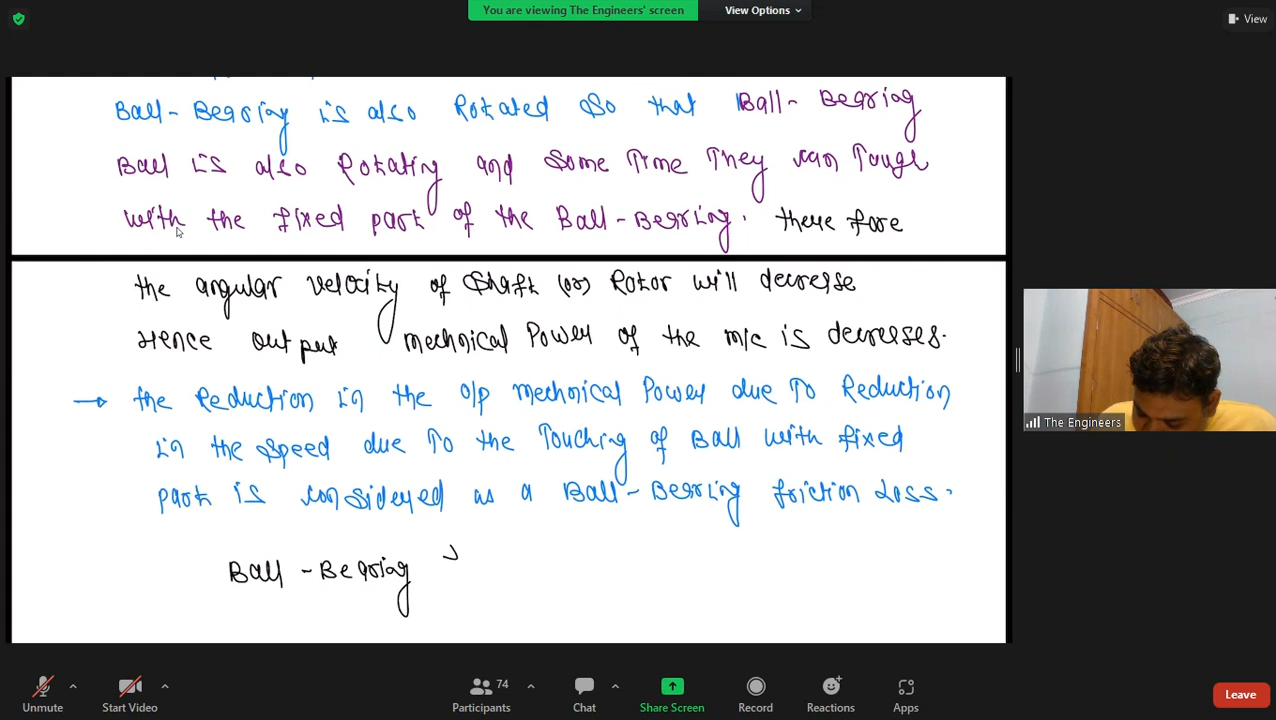 You are viewing The Engineers' screen
View Options
View
Ball-Bearing is also Rotated So that Ball-Bearing
Ball is also Rotating and Some Time They can Tough
with the fixed part of the Ball-Bearing. there fore
the angular velocity of Shaft (or) Rotor will decrese
Hence out put mechnical Power of the m/c is decreses.
→ the Reduction in the o/p mechnical Power due To Reduction
in the speed due To the Touching of Ball with fixed
part is considered as a Ball-Bearing friction Loss.
Ball-Bearing
The Engineers
Unmute
Start Video
74
Participants
Chat
Share Screen
Record
Reactions
Apps
Leave